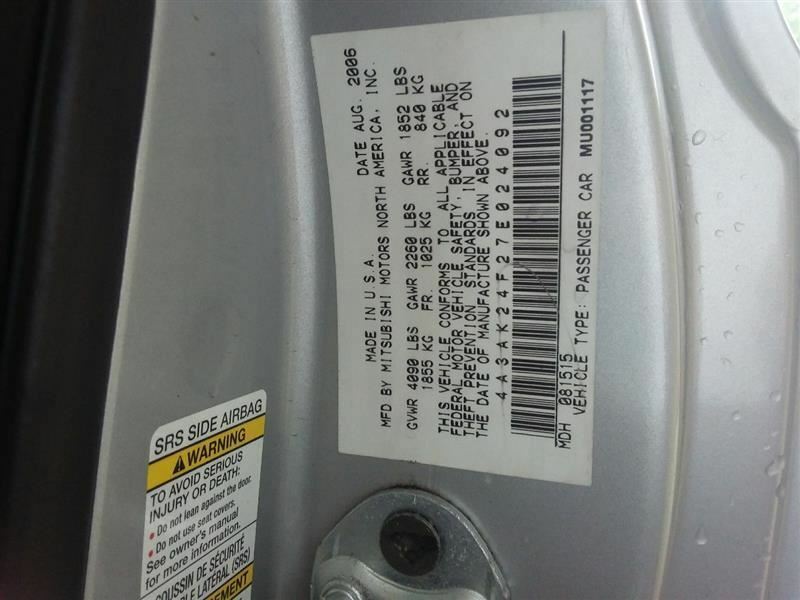 MADE IN U.S.A. DATE AUG. 2006
MFD BY MITSUBISHI MOTORS NORTH AMERICA, INC.
GVWR 4090 LBS GAWR 2260 LBS GAWR 1852 LBS
1855 KG FR. 1025 KG RR. 840 KG
THIS VEHICLE CONFORMS TO ALL APPLICABLE
FEDERAL MOTOR VEHICLE SAFETY, BUMPER, AND
THEFT PREVENTION STANDARDS IN EFFECT ON
THE DATE OF MANUFACTURE SHOWN ABOVE.
4A3AK24F27E024092
MDH 081515
VEHICLE TYPE: PASSENGER CAR MU001117
SRS SIDE AIRBAG
WARNING
TO AVOID SERIOUS
INJURY OR DEATH:
• Do not lean against the door.
• Do not use seat covers.
See owner's manual
for more information.
COUSSIN DE SÉCURITÉ
LATÉRAL (SRS)